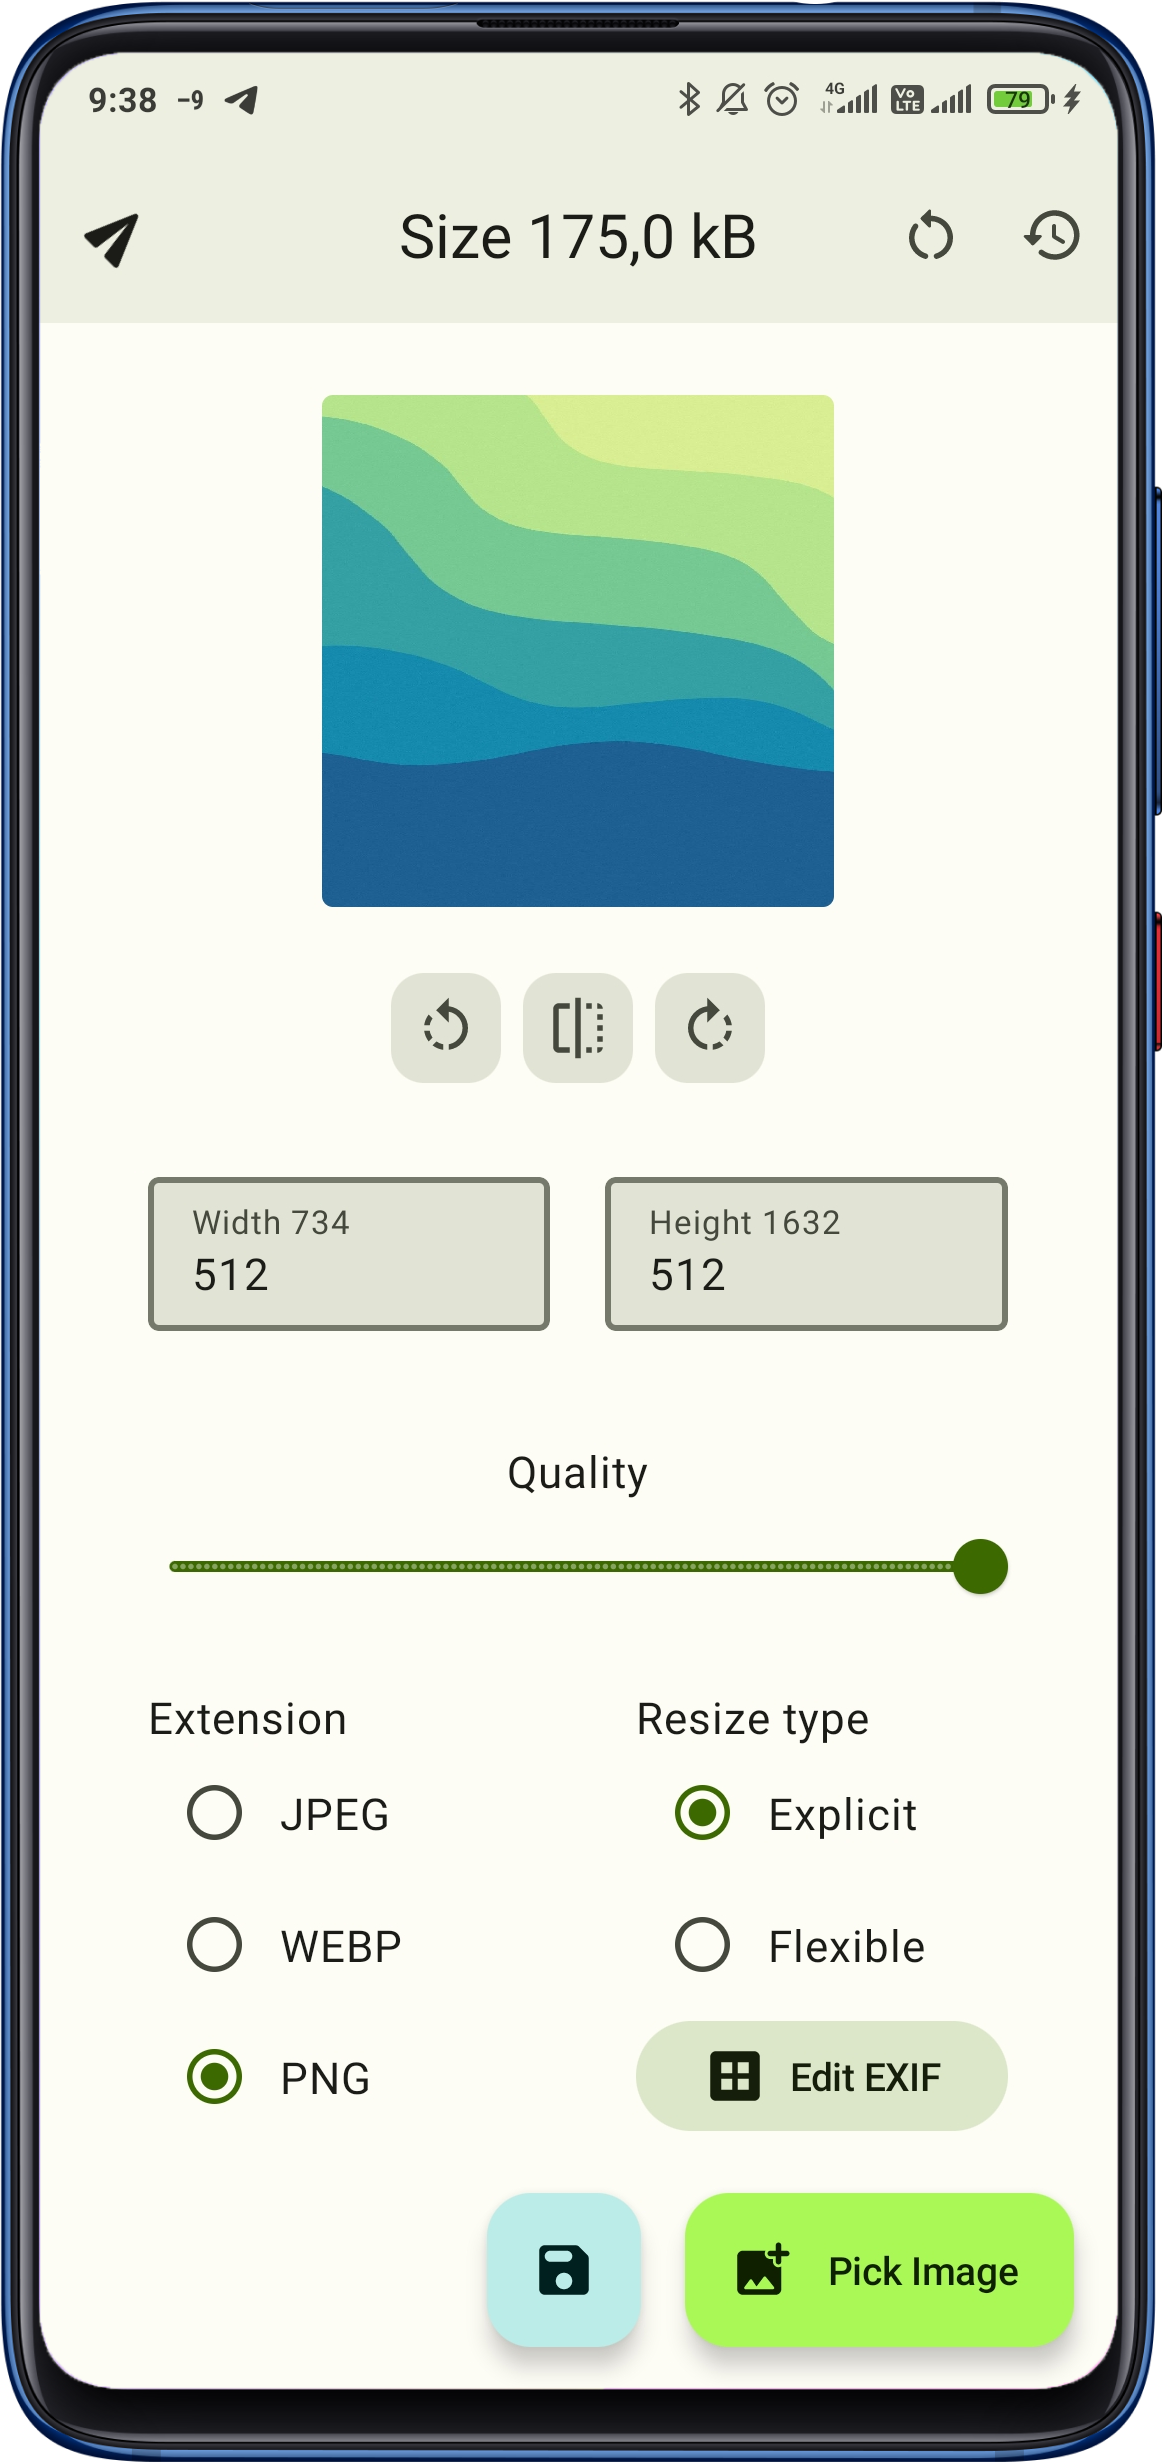 9:38 -9 4G Vo LTE 79
Size 175,0 kB
Width 734
512
Height 1632
512
Quality
Extension
Resize type
JPEG
Explicit
WEBP
Flexible
PNG
Edit EXIF
Pick Image